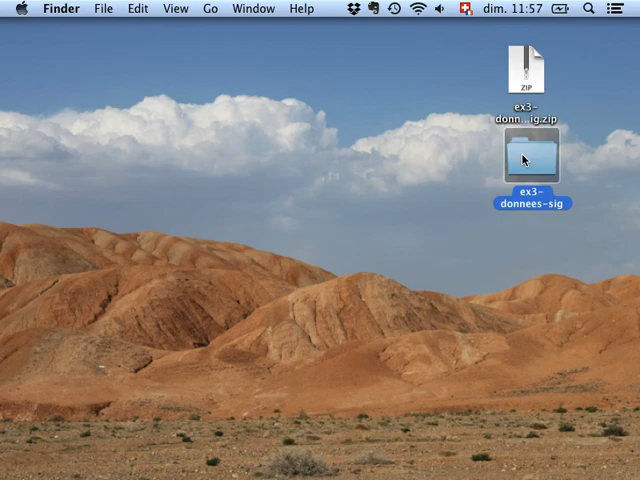 Finder File Edit View Go Window Help dim. 11:57
ZIP
ex3-
donn...ig.zip
ex3-
donnees-sig